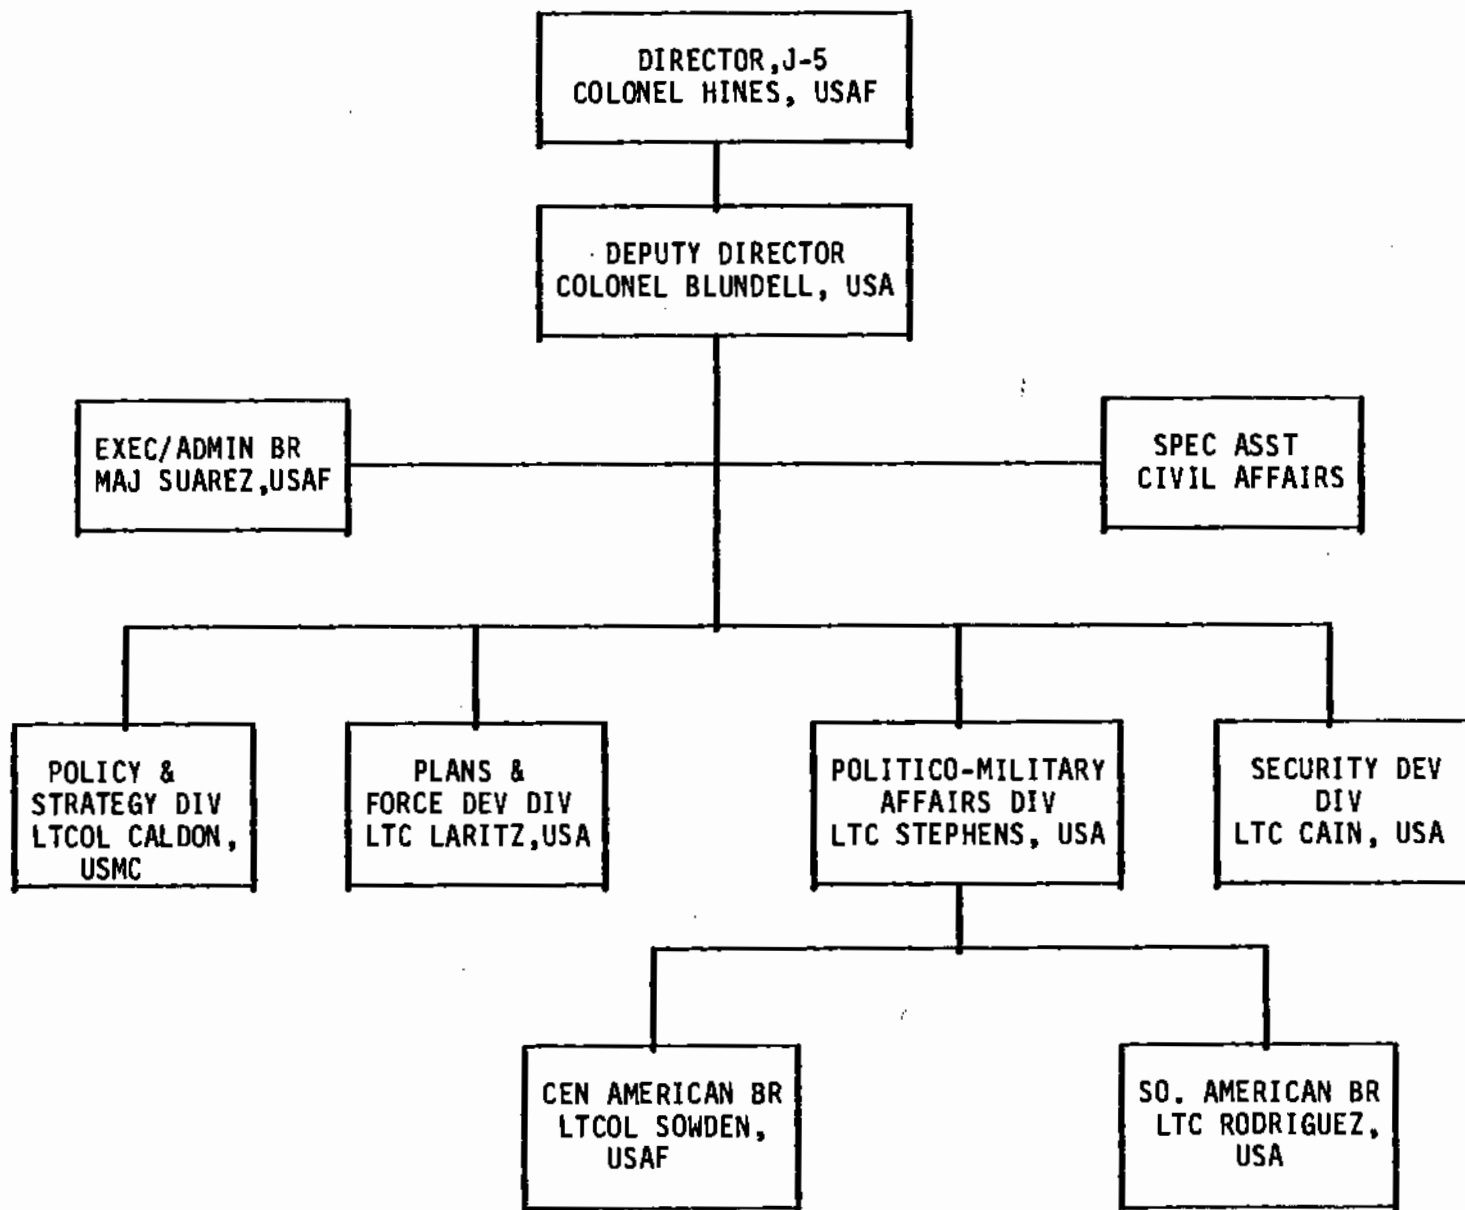 DIRECTOR,J-5
COLONEL HINES, USAF
DEPUTY DIRECTOR
COLONEL BLUNDELL, USA
EXEC/ADMIN BR
MAJ SUAREZ,USAF
SPEC ASST
CIVIL AFFAIRS
POLICY &
STRATEGY DIV
LTCOL CALDON,
USMC
PLANS &
FORCE DEV DIV
LTC LARITZ,USA
POLITICO-MILITARY
AFFAIRS DIV
LTC STEPHENS, USA
SECURITY DEV
DIV
LTC CAIN, USA
CEN AMERICAN BR
LTCOL SOWDEN,
USAF
SO. AMERICAN BR
LTC RODRIGUEZ,
USA